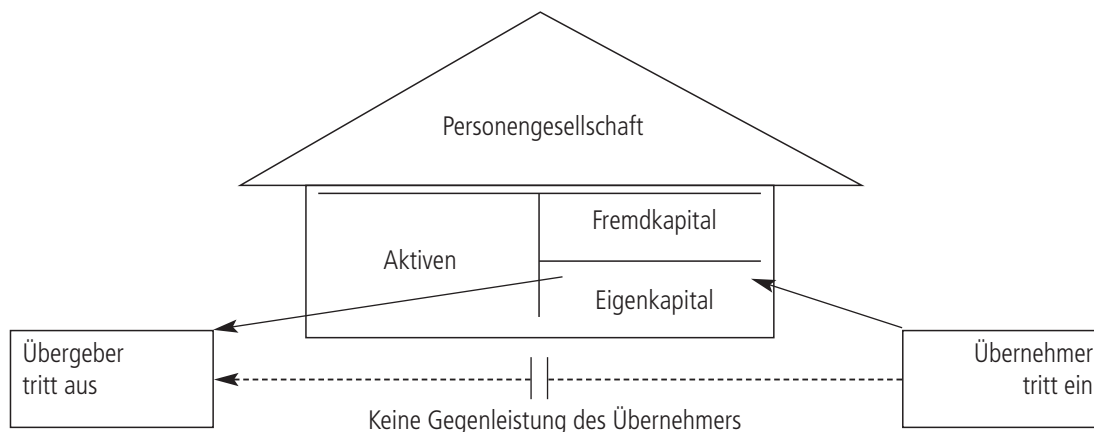 Personengesellschaft
Fremdkapital
Aktiven
Eigenkapital
Übergeber
tritt aus
Übernehmer
tritt ein
Keine Gegenleistung des Übernehmers